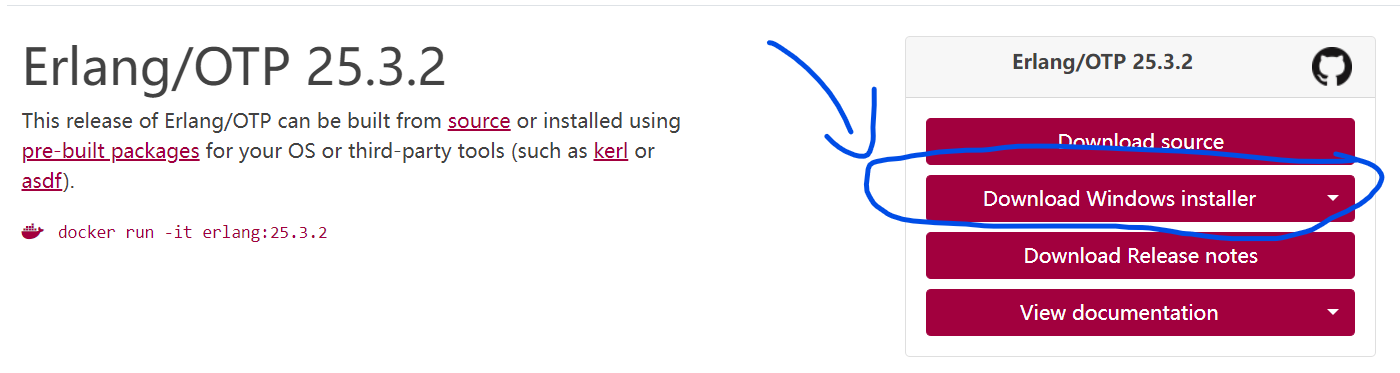 Erlang/OTP 25.3.2
This release of Erlang/OTP can be built from source or installed using
pre-built packages for your OS or third-party tools (such as kerl or
asdf).
docker run -it erlang:25.3.2
Erlang/OTP 25.3.2
Download source
Download Windows installer
Download Release notes
View documentation